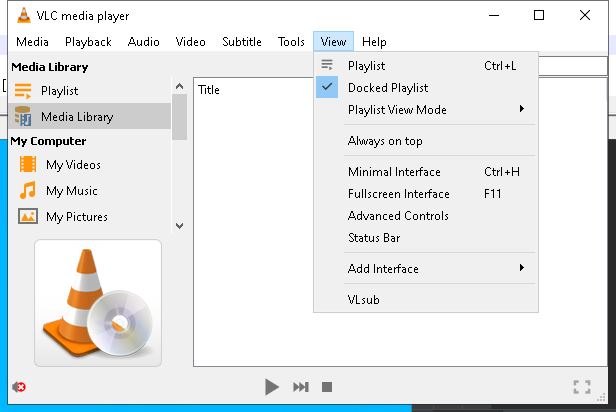 VLC media player
Media Playback Audio Video Subtitle Tools View Help
Media Library
Playlist
Media Library
My Computer
My Videos
My Music
My Pictures
Title
Playlist Ctrl+L
Docked Playlist
Playlist View Mode
Always on top
Minimal Interface Ctrl+H
Fullscreen Interface F11
Advanced Controls
Status Bar
Add Interface
VLsub